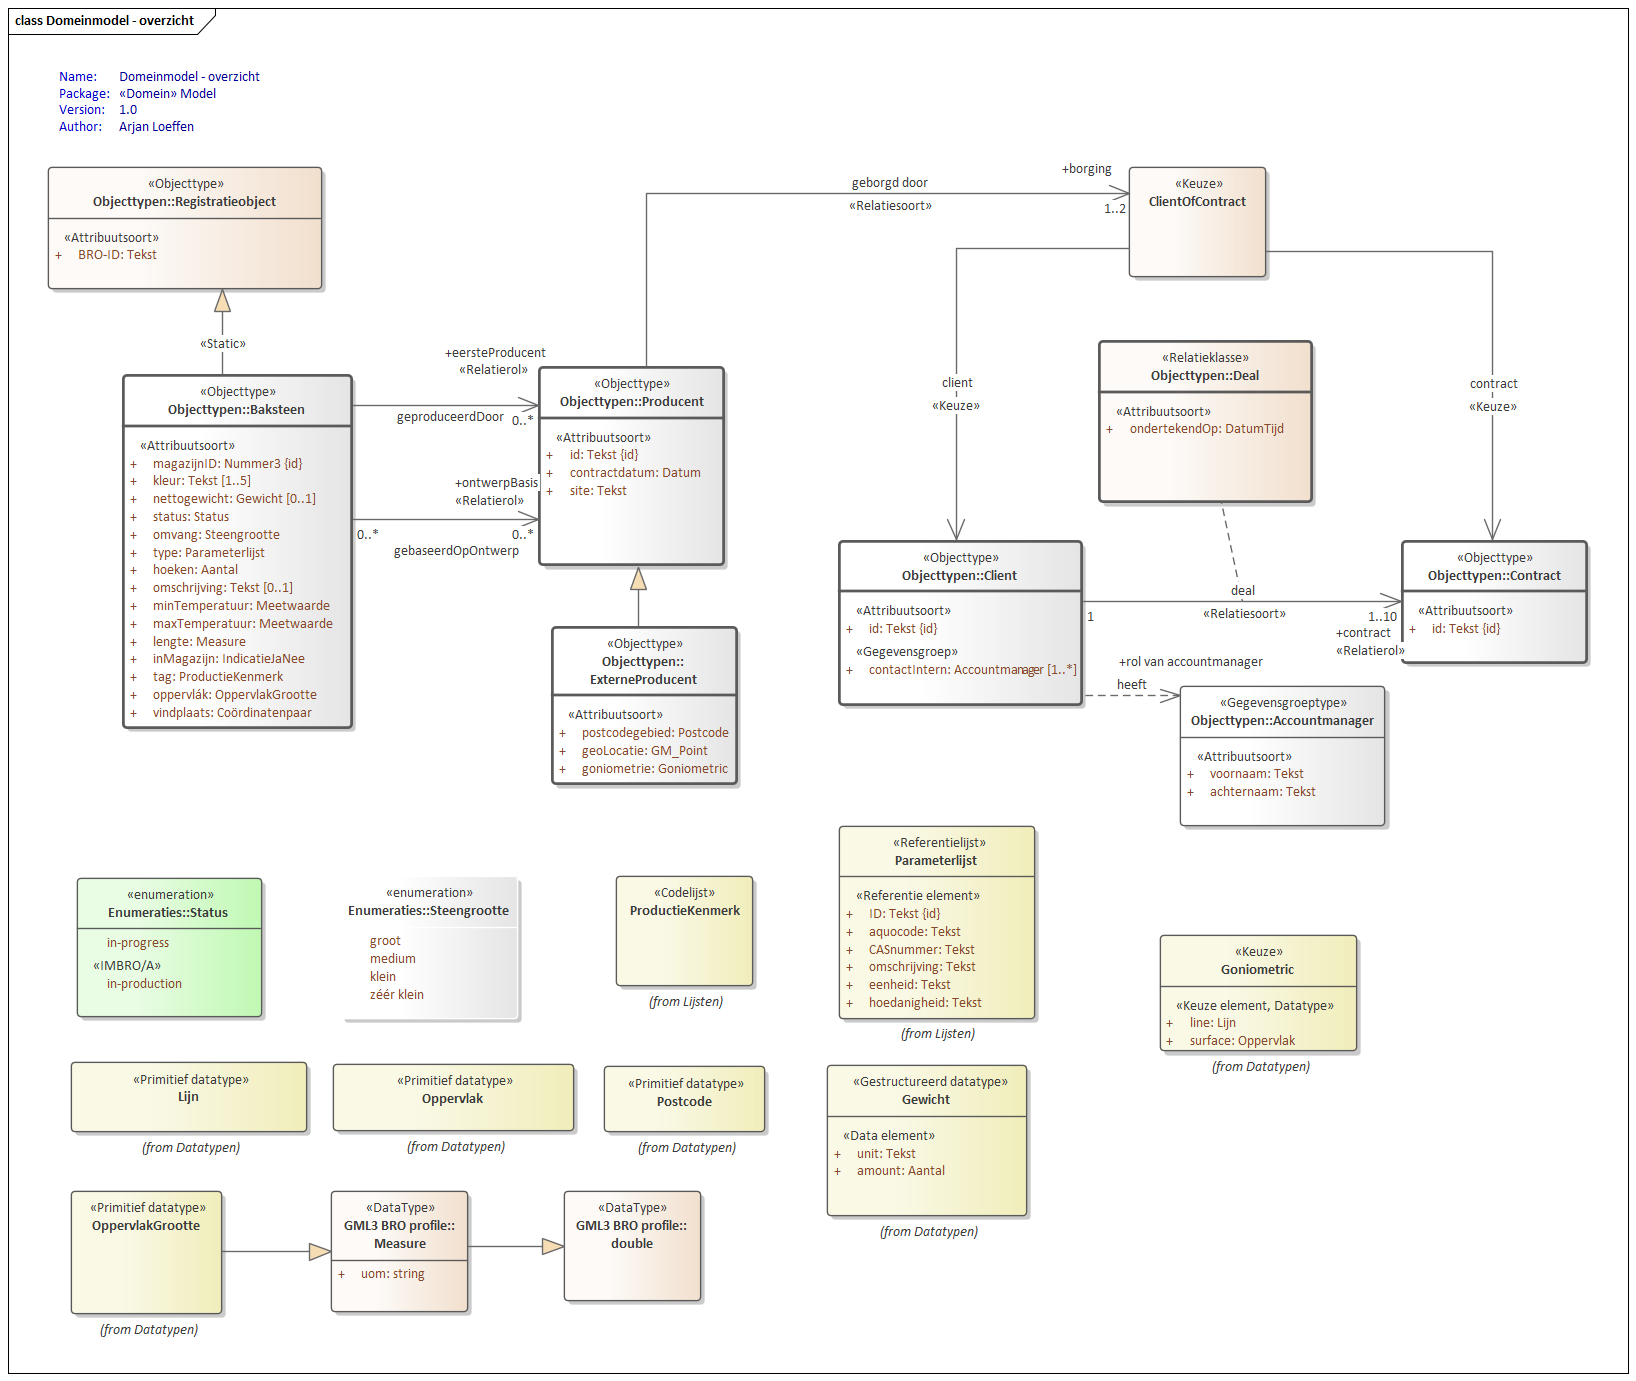 class Domeinmodel - overzicht
Name: Domeinmodel - overzicht
Package: «Domein» Model
Version: 1.0
Author: Arjan Loeffen
«Objecttype»
Objecttypen::Registratieobject
«Attribuutsoort»
+ BRO-ID: Tekst
«Static»
«Objecttype»
Objecttypen::Baksteen
«Attribuutsoort»
+ magazijnID: Nummer3 {id}
+ kleur: Tekst [1..5]
+ nettogewicht: Gewicht [0..1]
+ status: Status
+ omvang: Steengrootte
+ type: Parameterlijst
+ hoeken: Aantal
+ omschrijving: Tekst [0..1]
+ minTemperatuur: Meetwaarde
+ maxTemperatuur: Meetwaarde
+ lengte: Measure
+ inMagazijn: IndicatieJaNee
+ tag: ProductieKenmerk
+ oppervlák: OppervlakGrootte
+ vindplaats: Coördinatenpaar
+eersteProducent
«Relatierol»
geproduceerdDoor 0..*
+ontwerpBasis
«Relatierol»
0..* 0..*
gebaseerdOpOntwerp
«Objecttype»
Objecttypen::Producent
«Attribuutsoort»
+ id: Tekst {id}
+ contractdatum: Datum
+ site: Tekst
«Objecttype»
Objecttypen::
ExterneProducent
«Attribuutsoort»
+ postcodegebied: Postcode
+ geoLocatie: GM_Point
+ goniometrie: Goniometric
geborgd door
«Relatiesoort»
+borging
1..2
«Keuze»
ClientOfContract
client
«Keuze»
contract
«Keuze»
«Relatieklasse»
Objecttypen::Deal
«Attribuutsoort»
+ ondertekendOp: DatumTijd
«Objecttype»
Objecttypen::Client
«Attribuutsoort»
+ id: Tekst {id}
«Gegevensgroep»
+ contactIntern: Accountmanager [1..*]
deal
«Relatiesoort»
1
1..10
+contract
«Relatierol»
«Objecttype»
Objecttypen::Contract
«Attribuutsoort»
+ id: Tekst {id}
+rol van accountmanager
heeft
«Gegevensgroeptype»
Objecttypen::Accountmanager
«Attribuutsoort»
+ voornaam: Tekst
+ achternaam: Tekst
«enumeration»
Enumeraties::Status
in-progress
«IMBRO/A»
in-production
«enumeration»
Enumeraties::Steengrootte
groot
medium
klein
zéér klein
«Codelijst»
ProductieKenmerk
(from Lijsten)
«Referentielijst»
Parameterlijst
«Referentie element»
+ ID: Tekst {id}
+ aquocode: Tekst
+ CASnummer: Tekst
+ omschrijving: Tekst
+ eenheid: Tekst
+ hoedanigheid: Tekst
(from Lijsten)
«Keuze»
Goniometric
«Keuze element, Datatype»
+ line: Lijn
+ surface: Oppervlak
(from Datatypen)
«Primitief datatype»
Lijn
(from Datatypen)
«Primitief datatype»
Oppervlak
(from Datatypen)
«Primitief datatype»
Postcode
(from Datatypen)
«Gestructureerd datatype»
Gewicht
«Data element»
+ unit: Tekst
+ amount: Aantal
(from Datatypen)
«Primitief datatype»
OppervlakGrootte
(from Datatypen)
«DataType»
GML3 BRO profile::
Measure
+ uom: string
«DataType»
GML3 BRO profile::
double